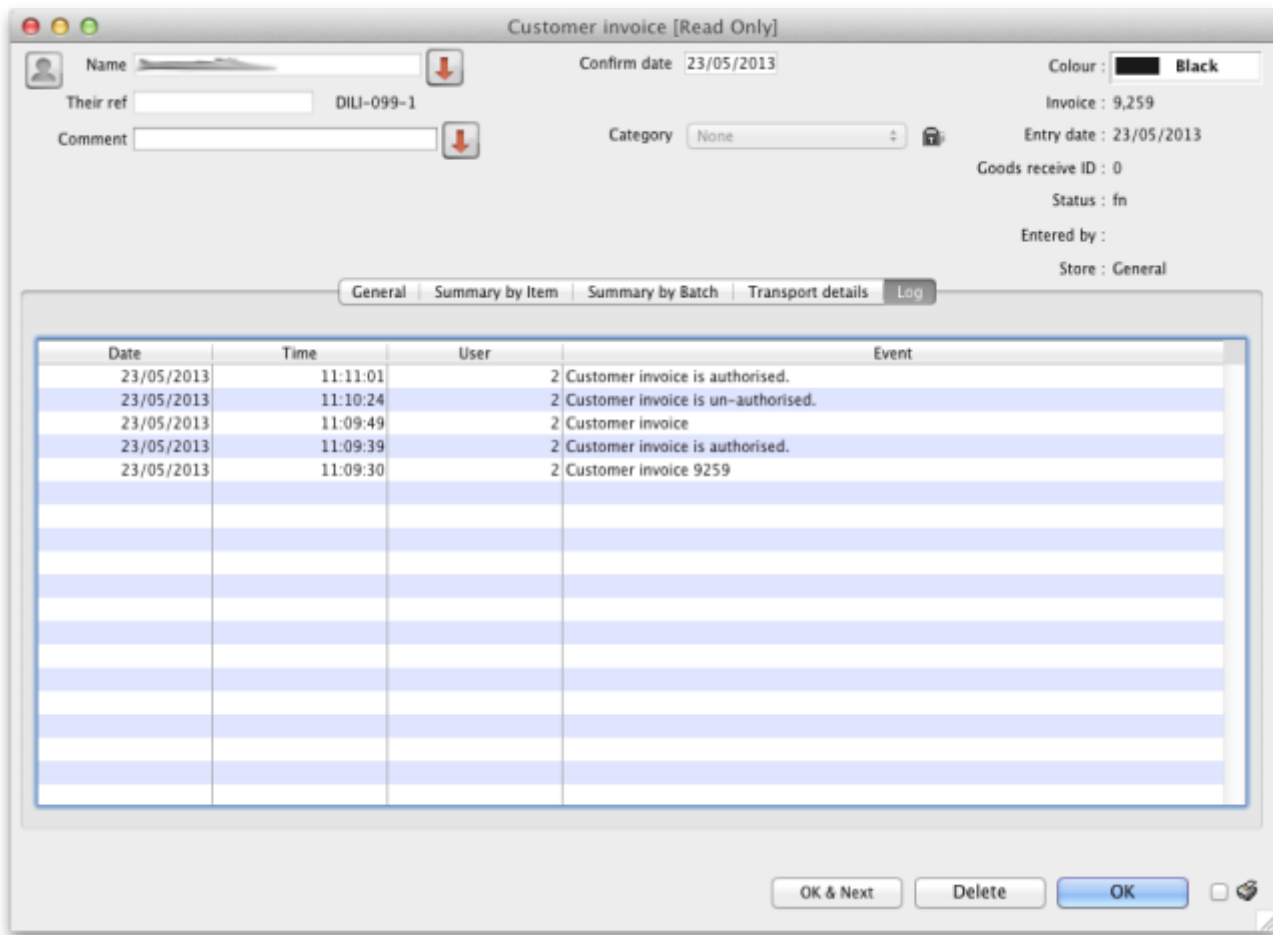 Customer invoice [Read Only]
Name
Confirm date 23/05/2013
Colour : Black
Their ref DILI-099-1
Invoice : 9,259
Comment
Category None
Entry date : 23/05/2013
Goods receive ID : 0
Status : fn
Entered by :
Store : General
General Summary by Item Summary by Batch Transport details Log
Date Time User Event
23/05/2013 11:11:01 2 Customer invoice is authorised.
23/05/2013 11:10:24 2 Customer invoice is un-authorised.
23/05/2013 11:09:49 2 Customer invoice
23/05/2013 11:09:39 2 Customer invoice is authorised.
23/05/2013 11:09:30 2 Customer invoice 9259
OK & Next Delete OK